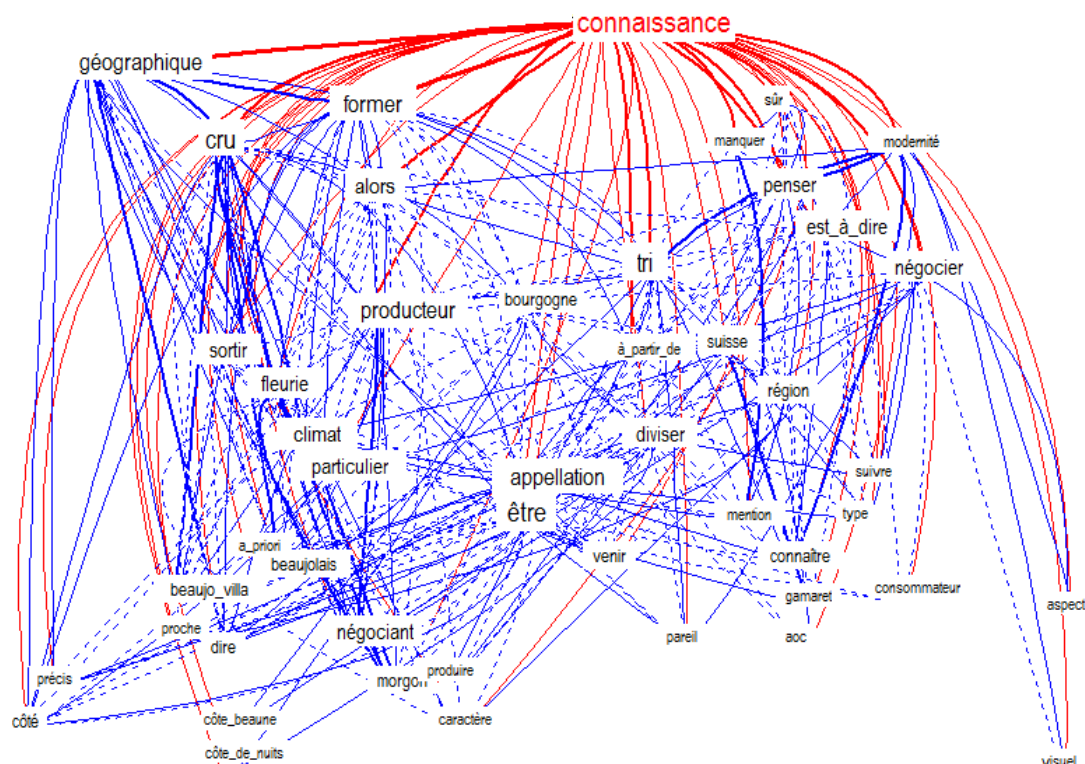 connaissance
géographique
former
sûr
cru
manquer
modernité
alors
penser
est_à_dire
tri
négocier
bourgogne
producteur
sortir
à_partir_de
suisse
fleurie
région
climat
diviser
particulier
appellation
suivre
être
mention
type
a_priori
beaujolais
venir
connaître
beaujo_villa
gamaret
consommateur
aspect
proche
dire
négociant
pareil
aoc
précis
morgon
produire
côté
côte_beaune
caractère
côte_de_nuits
visuel